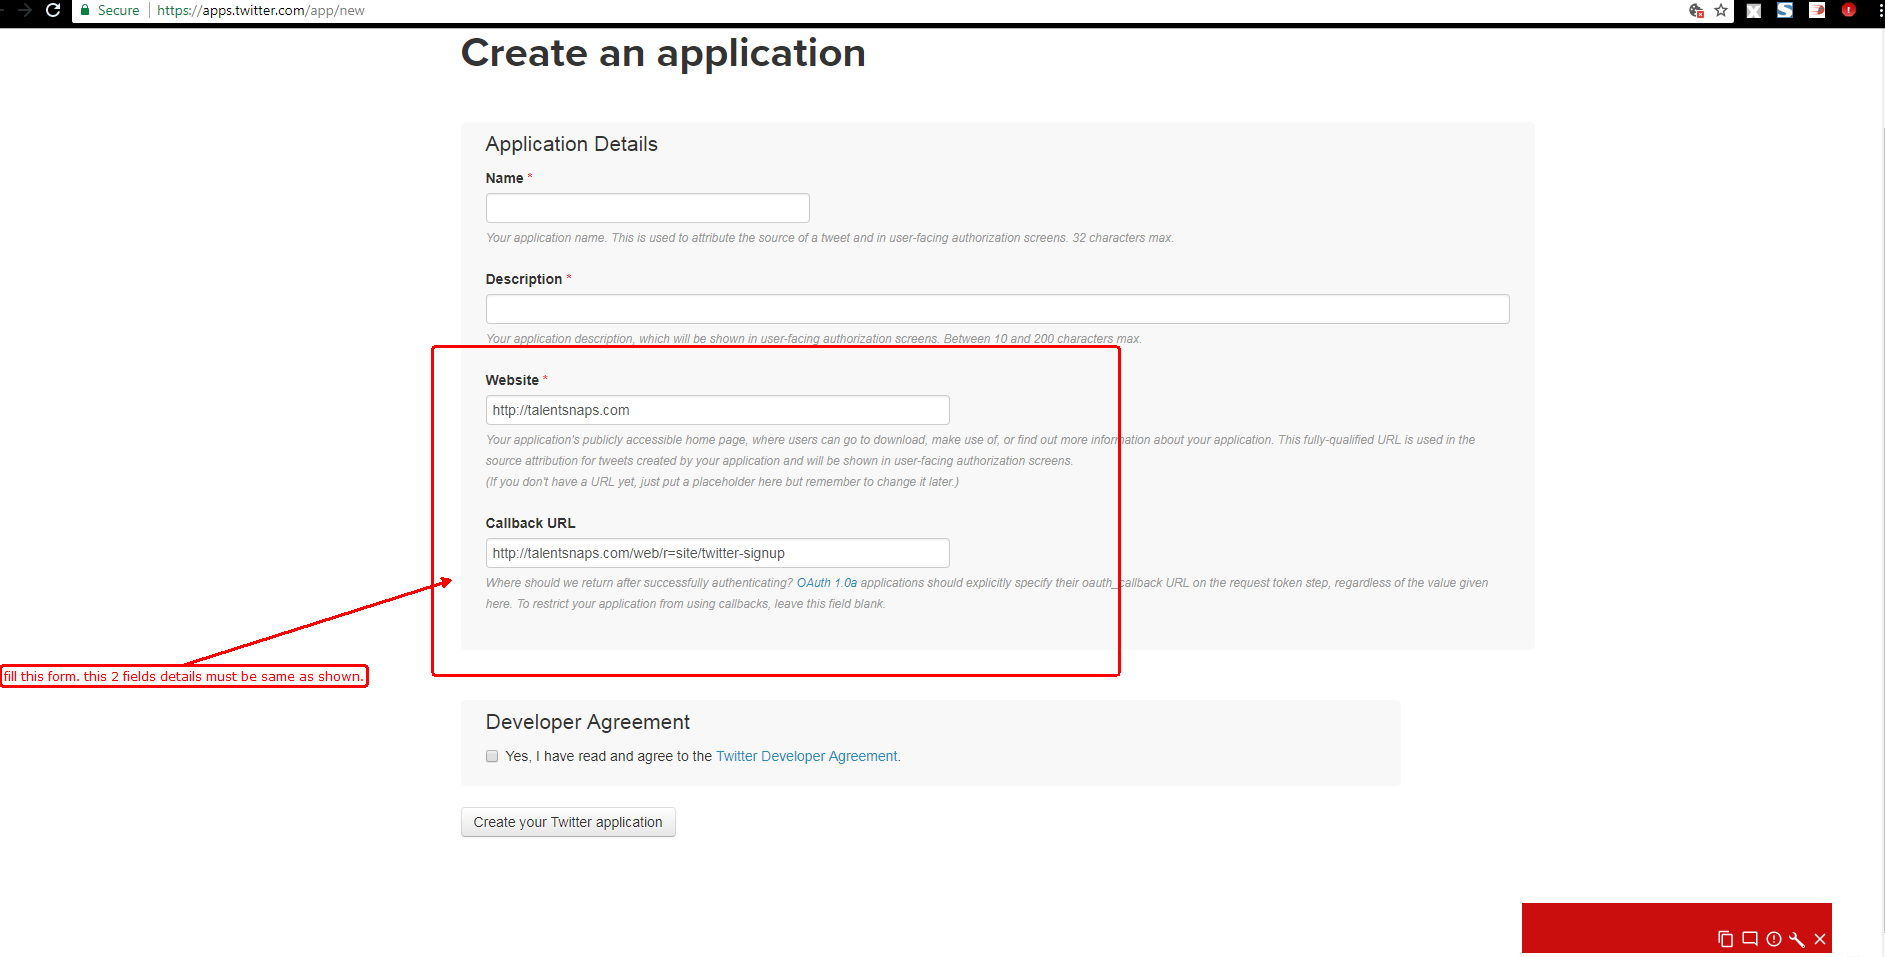 Secure https://apps.twitter.com/app/new
Create an application
Application Details
Name *
Your application name. This is used to attribute the source of a tweet and in user-facing authorization screens. 32 characters max.
Description *
Your application description, which will be shown in user-facing authorization screens. Between 10 and 200 characters max.
Website *
http://talentsnaps.com
Your application's publicly accessible home page, where users can go to download, make use of, or find out more information about your application. This fully-qualified URL is used in the
source attribution for tweets created by your application and will be shown in user-facing authorization screens.
(If you don't have a URL yet, just put a placeholder here but remember to change it later.)
Callback URL
http://talentsnaps.com/web/r=site/twitter-signup
Where should we return after successfully authenticating? OAuth 1.0a applications should explicitly specify their oauth_callback URL on the request token step, regardless of the value given
here. To restrict your application from using callbacks, leave this field blank.
fill this form. this 2 fields details must be same as shown.
Developer Agreement
Yes, I have read and agree to the Twitter Developer Agreement.
Create your Twitter application